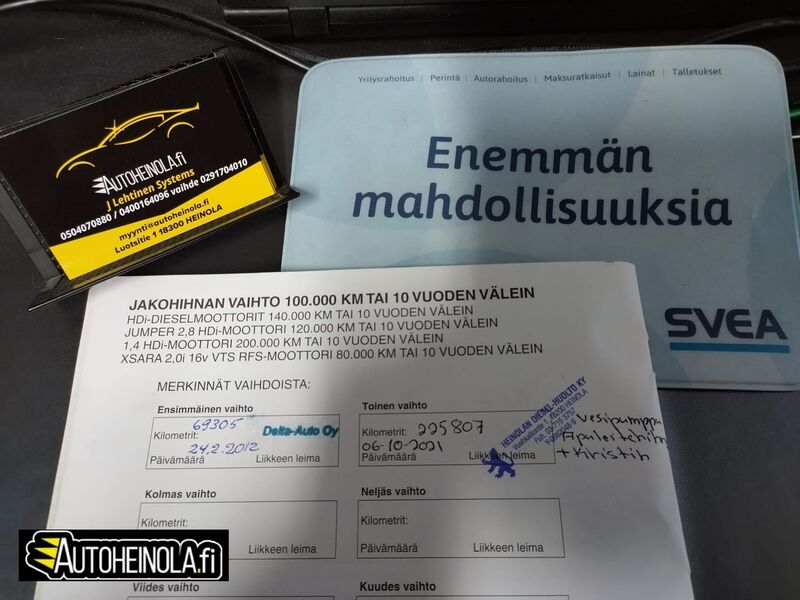 Yritysrahoitus | Perintä | Autorahoitus | Maksuratkaisut | Lainat | Talletukset
Enemmän
mahdollisuuksia
SVEA
AUTOHEINOLA.fi
J Lehtinen Systems
0504070880 / 0400164096 vaihde 0291704010
myynti@autoheinola.fi
Luotsitie 1 18300 HEINOLA
JAKOHIHNAN VAIHTO 100.000 KM TAI 10 VUODEN VÄLEIN
HDi-DIESELMOOTTORIT 140.000 KM TAI 10 VUODEN VÄLEIN
JUMPER 2,8 HDi-MOOTTORI 120.000 KM TAI 10 VUODEN VÄLEIN
1,4 HDi-MOOTTORI 200.000 KM TAI 10 VUODEN VÄLEIN
XSARA 2,0i 16v VTS RFS-MOOTTORI 80.000 KM TAI 10 VUODEN VÄLEIN
MERKINNÄT VAIHDOISTA:
Ensimmäinen vaihto
69305
Kilometrit:
Delta-Auto Oy
24.2.2012
Päivämäärä Liikkeen leima
Toinen vaihto
Kilometrit: 225807
06-10-2021
Päivämäärä Liikkeen leima
HEINOLAN DIESEL-HUOLTO KY
18200 HEINOLA
vesipumppu
+ kiristin
Kolmas vaihto
Kilometrit:
Liikkeen leima
Neljäs vaihto
Kilometrit:
Päivämäärä Liikkeen leima
Viides vaihto
Kuudes vaihto
AUTOHEINOLA.fi